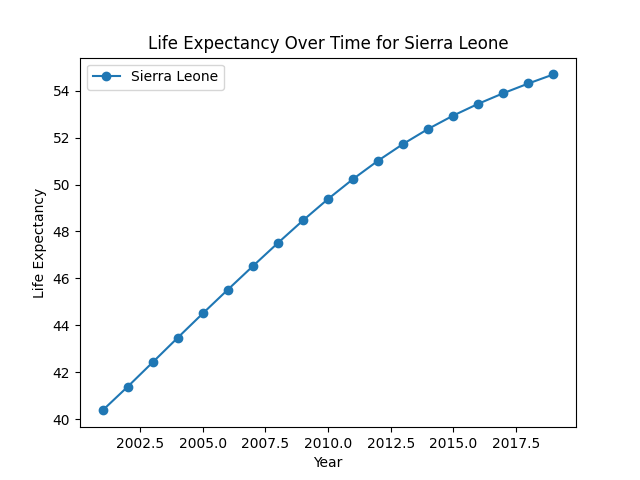 Life Expectancy Over Time for Sierra Leone
Sierra Leone
Life Expectancy
54
52
50
48
46
44
42
40
2002.5 2005.0 2007.5 2010.0 2012.5 2015.0 2017.5
Year